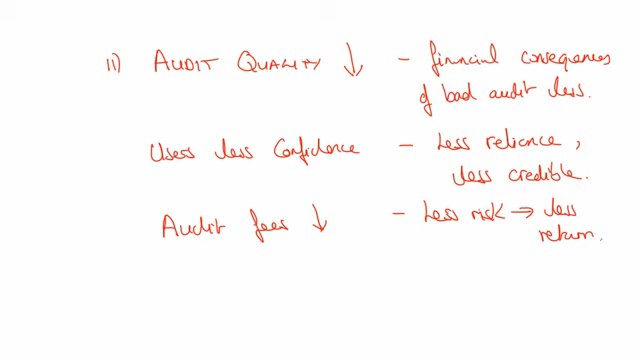 ii) AUDIT QUALITY ↓ – financial consequences
of bad audit less.
Users less Confidence – Less reliance,
less credible.
Audit fees ↓ – Less risk → less
return.